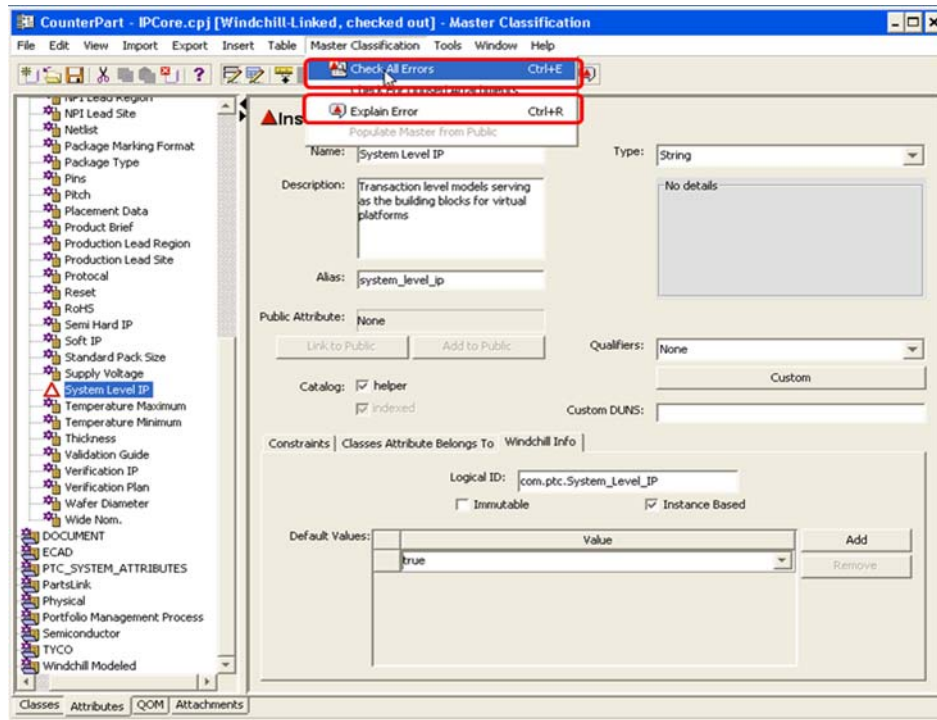 CounterPart - IPCore.cpj [Windchill-Linked, checked out] - Master Classification
File Edit View Import Export Insert Table Master Classification Tools Window Help
Check All Errors Ctrl+E
Explain Error Ctrl+R
Populate Master from Public
NPI Lead Region
NPI Lead Site
Netlist
Package Marking Format
Package Type
Pins
Pitch
Placement Data
Product Brief
Production Lead Region
Production Lead Site
Protocal
Reset
RoHS
Semi Hard IP
Soft IP
Standard Pack Size
Supply Voltage
System Level IP
Temperature Maximum
Temperature Minimum
Thickness
Validation Guide
Verification IP
Verification Plan
Wafer Diameter
Wide Nom.
DOCUMENT
ECAD
PTC_SYSTEM_ATTRIBUTES
PartsLink
Physical
Portfolio Management Process
Semiconductor
TYCO
Windchill Modeled
Classes Attributes QOM Attachments
Ins
Name: System Level IP
Type: String
Description: Transaction level models serving
as the building blocks for virtual
platforms
No details
Alias: system_level_ip
Public Attribute: None
Link to Public Add to Public
Qualifiers: None
Custom
Catalog: helper
indexed
Custom DUNS:
Constraints Classes Attribute Belongs To Windchill Info
Logical ID: com.ptc.System_Level_IP
Immutable Instance Based
Default Values: Value
true
Add
Remove